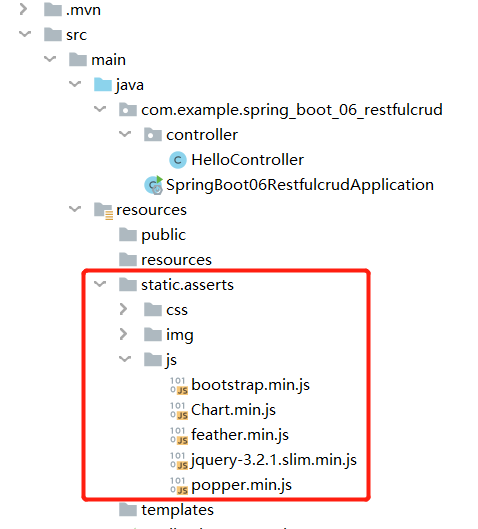 .mvn
src
main
java
com.example.spring_boot_06_restfulcrud
controller
HelloController
SpringBoot06RestfulcrudApplication
resources
public
resources
static.asserts
css
img
js
bootstrap.min.js
Chart.min.js
feather.min.js
jquery-3.2.1.slim.min.js
popper.min.js
templates